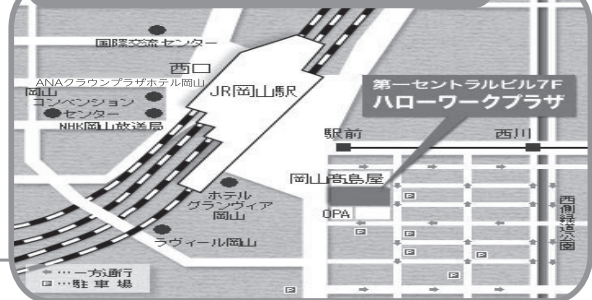 国際交流センター
西口
ANAクラウンプラザホテル岡山
岡山
コンベンション
センター
NHK岡山放送局
JR岡山駅
第一セントラルビル7F
ハローワークプラザ
駅前
西川
岡山髙島屋
OPA
ホテル
グランヴィア
岡山
ラヴィール岡山
西側緑道公園
P
P
P
P
P
P
P
←…一方通行
P…駐車場